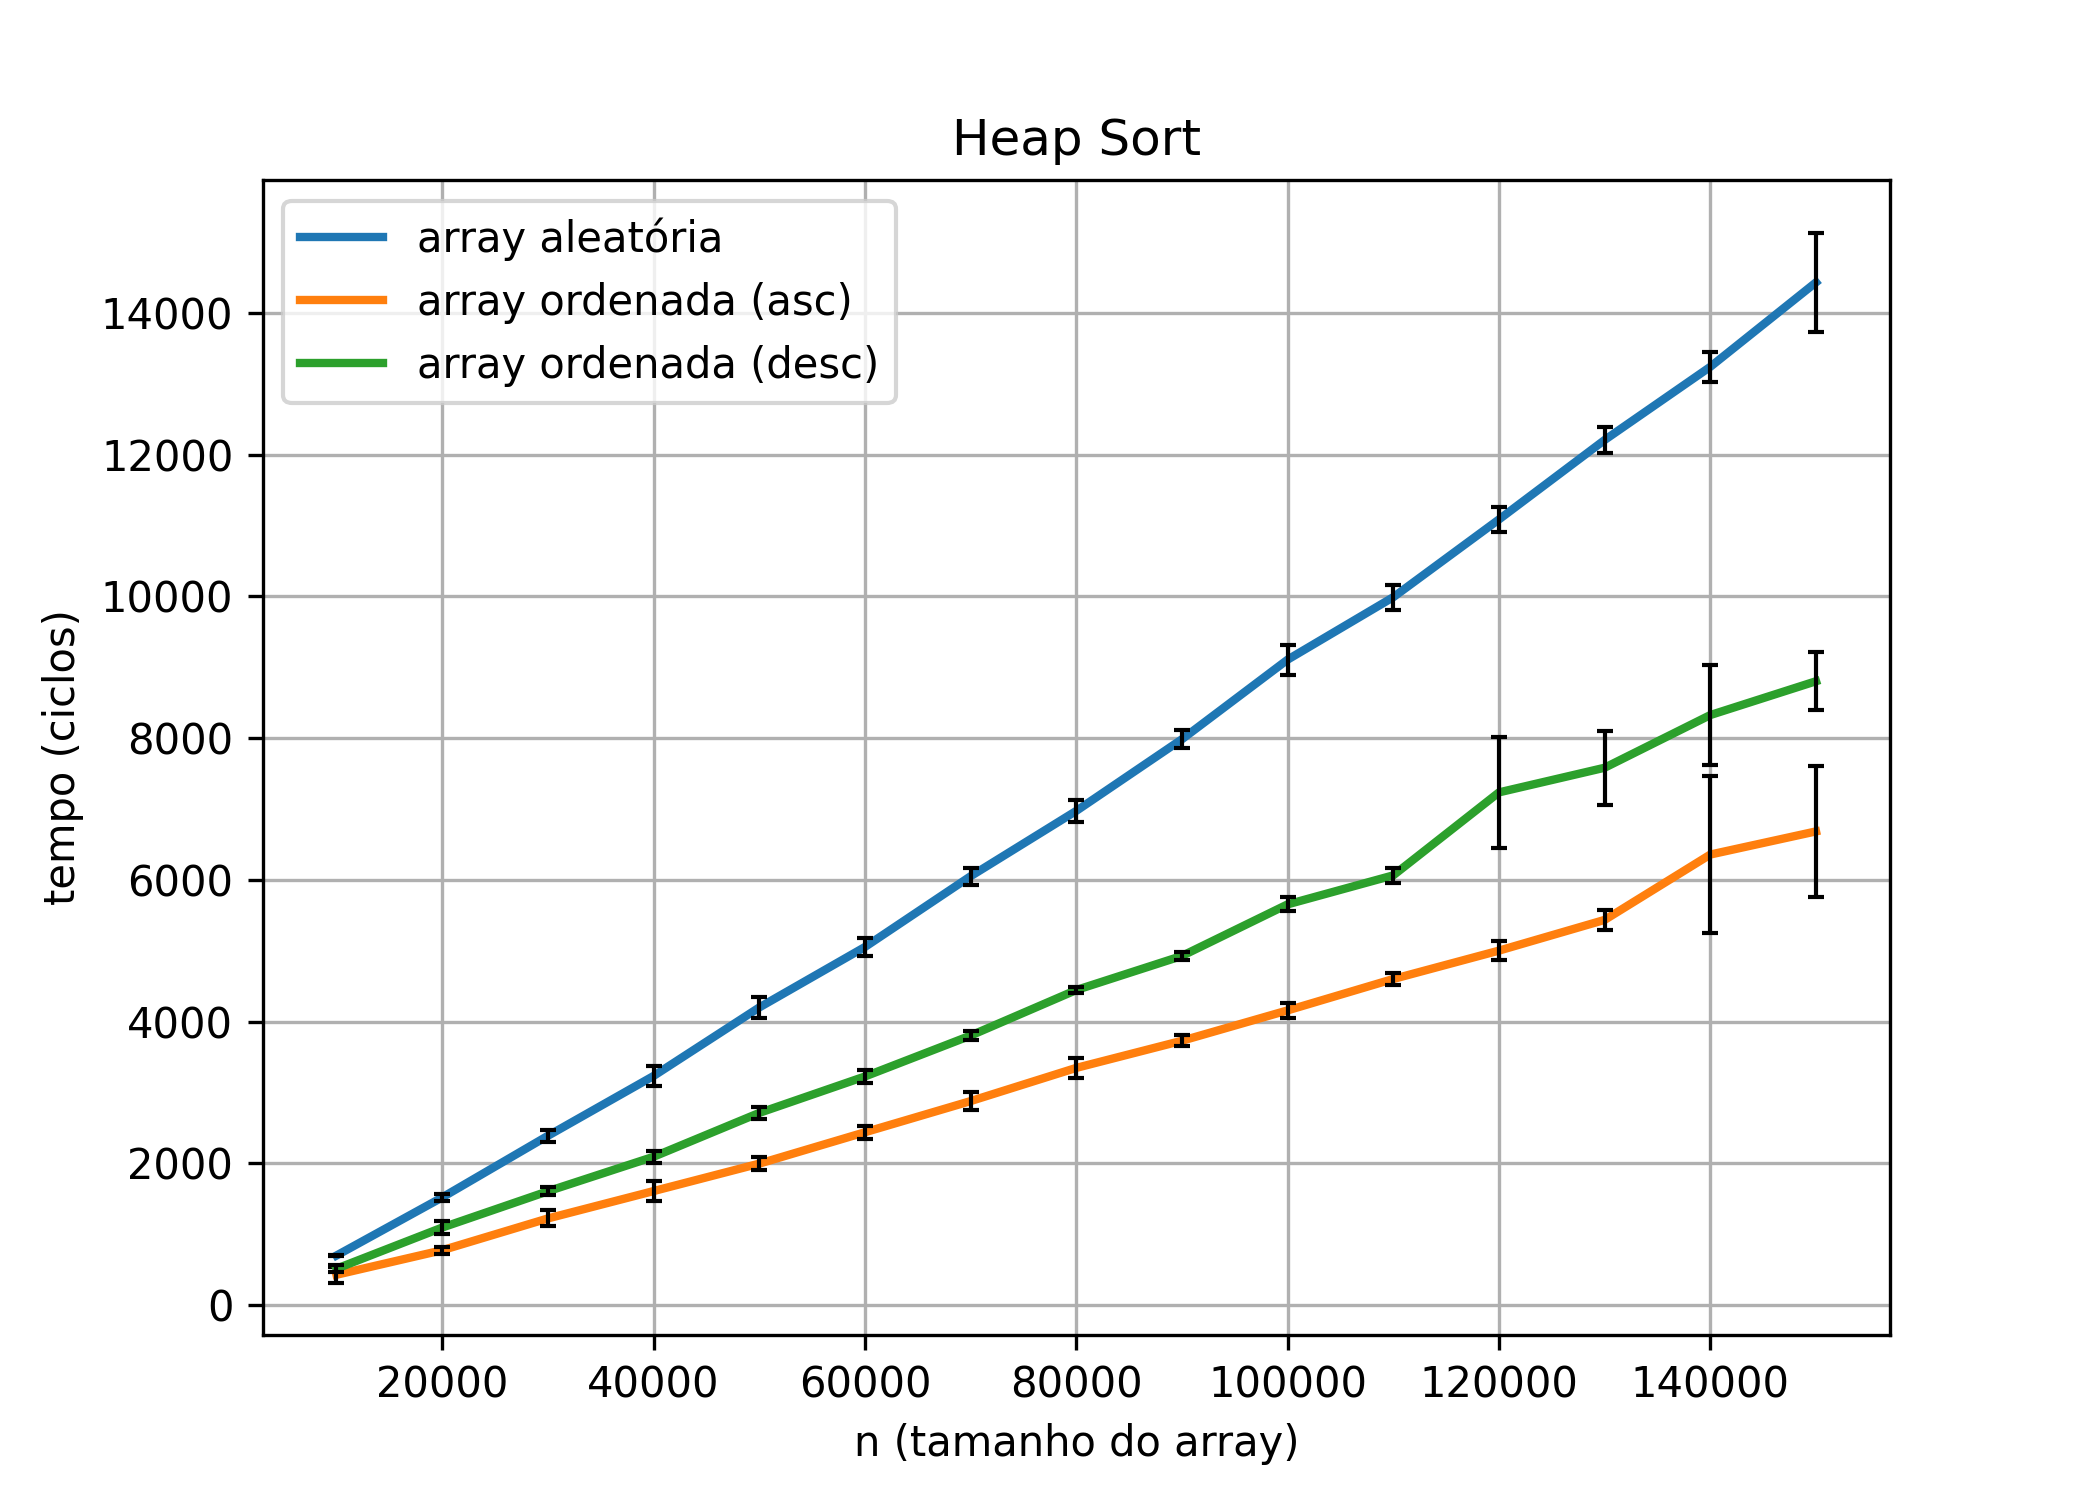 Heap Sort
array aleatória
array ordenada (asc)
array ordenada (desc)
tempo (ciclos)
14000
12000
10000
8000
6000
4000
2000
0
20000 40000 60000 80000 100000 120000 140000
n (tamanho do array)